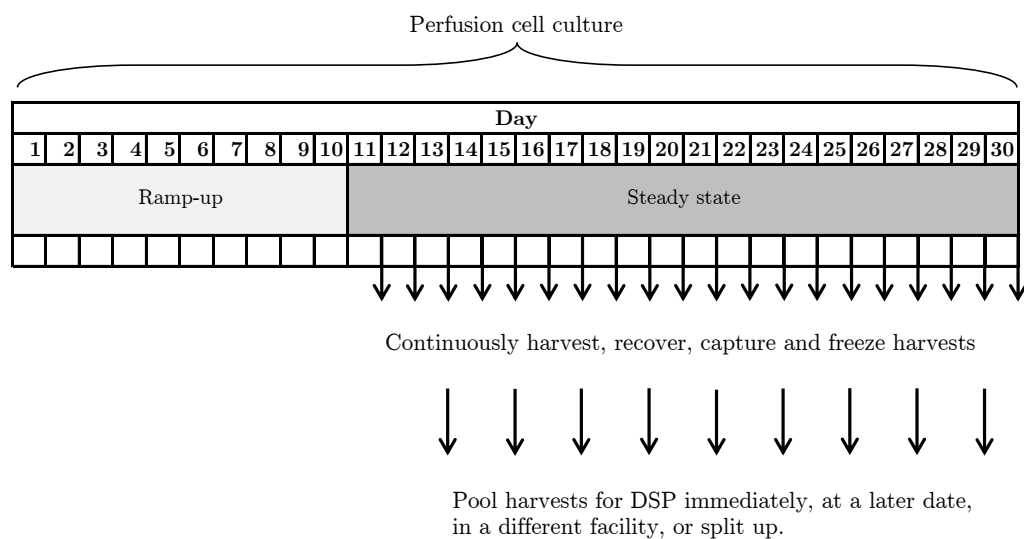 Perfusion cell culture
Day
1 2 3 4 5 6 7 8 9 10 11 12 13 14 15 16 17 18 19 20 21 22 23 24 25 26 27 28 29 30
Ramp-up Steady state
Continuously harvest, recover, capture and freeze harvests
Pool harvests for DSP immediately, at a later date,
in a different facility, or split up.